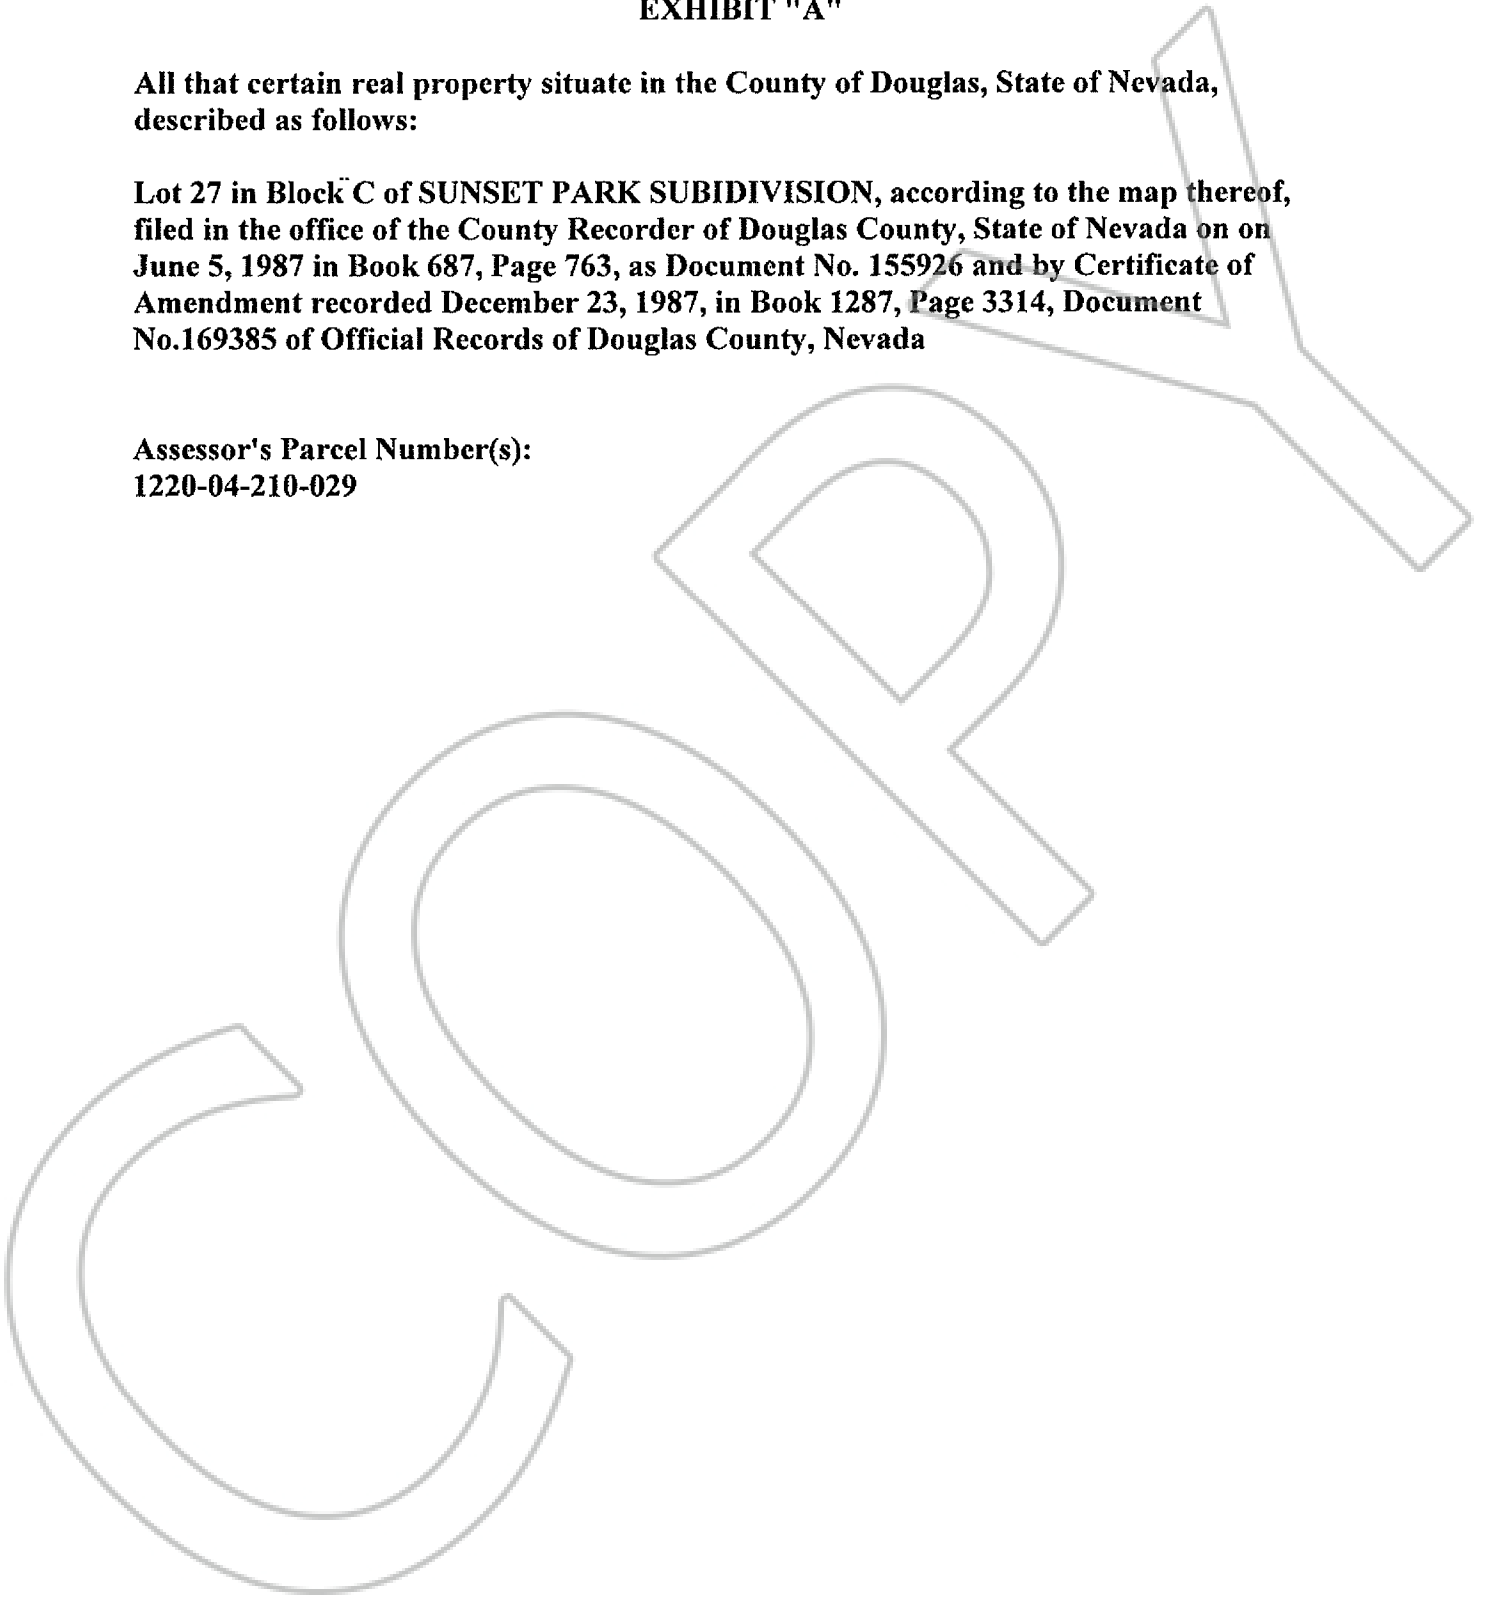 EXHIBIT "A"
All that certain real property situate in the County of Douglas, State of Nevada,
described as follows:
Lot 27 in Block C of SUNSET PARK SUBIDIVISION, according to the map thereof,
filed in the office of the County Recorder of Douglas County, State of Nevada on on
June 5, 1987 in Book 687, Page 763, as Document No. 155926 and by Certificate of
Amendment recorded December 23, 1987, in Book 1287, Page 3314, Document
No.169385 of Official Records of Douglas County, Nevada
Assessor's Parcel Number(s):
1220-04-210-029
COPY